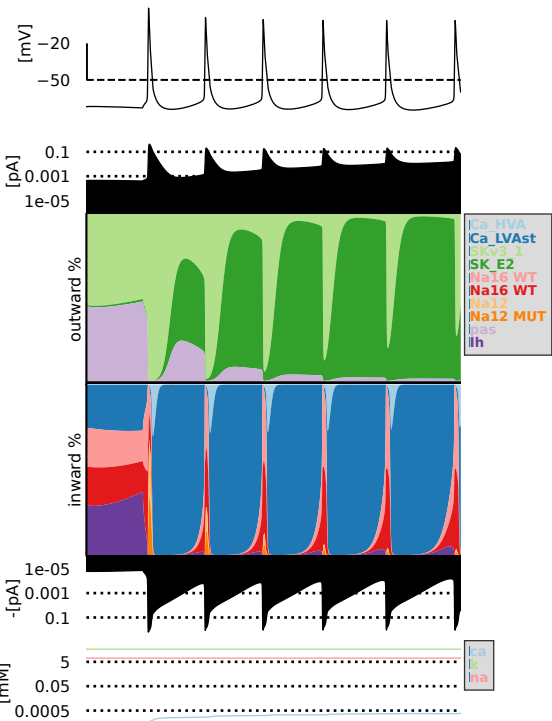 [mV]
−20
−50
[pA]
0.1
0.001
1e-05
outward %
Ca_HVA
Ca_LVAst
SKv3_1
SK_E2
Na16 WT
Na16 WT
Na12
Na12 MUT
pas
Ih
inward %
-[pA]
1e-05
0.001
0.1
[mM]
5
0.05
0.0005
ca
k
na